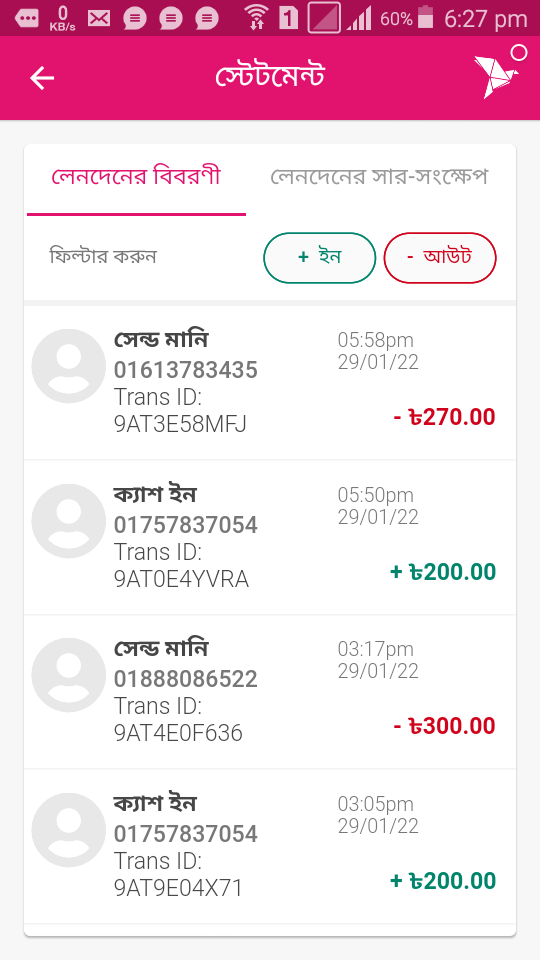 0
KB/s
1
60%
6:27 pm
স্টেটমেন্ট
লেনদেনের বিবরণী
লেনদেনের সার-সংক্ষেপ
ফিল্টার করুন
+ ইন
- আউট
সেন্ড মানি
01613783435
Trans ID:
9AT3E58MFJ
05:58pm
29/01/22
- ৳270.00
ক্যাশ ইন
01757837054
Trans ID:
9AT0E4YVRA
05:50pm
29/01/22
+ ৳200.00
সেন্ড মানি
01888086522
Trans ID:
9AT4E0F636
03:17pm
29/01/22
- ৳300.00
ক্যাশ ইন
01757837054
Trans ID:
9AT9E04X71
03:05pm
29/01/22
+ ৳200.00